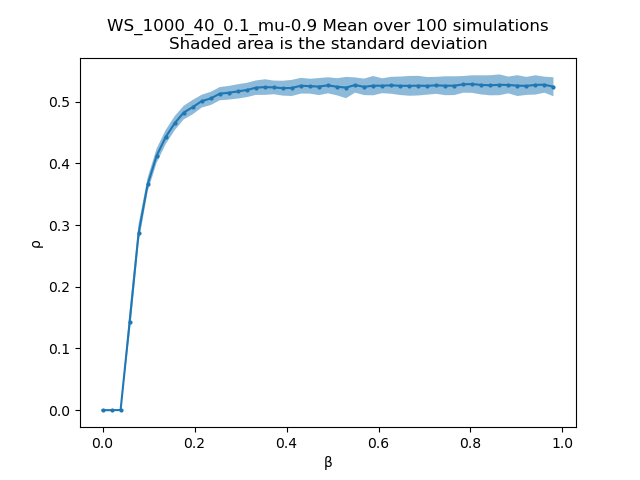 WS_1000_40_0.1_mu-0.9 Mean over 100 simulations
Shaded area is the standard deviation
0.5
0.4
0.3
0.2
0.1
0.0
ρ
0.0 0.2 0.4 0.6 0.8 1.0
β